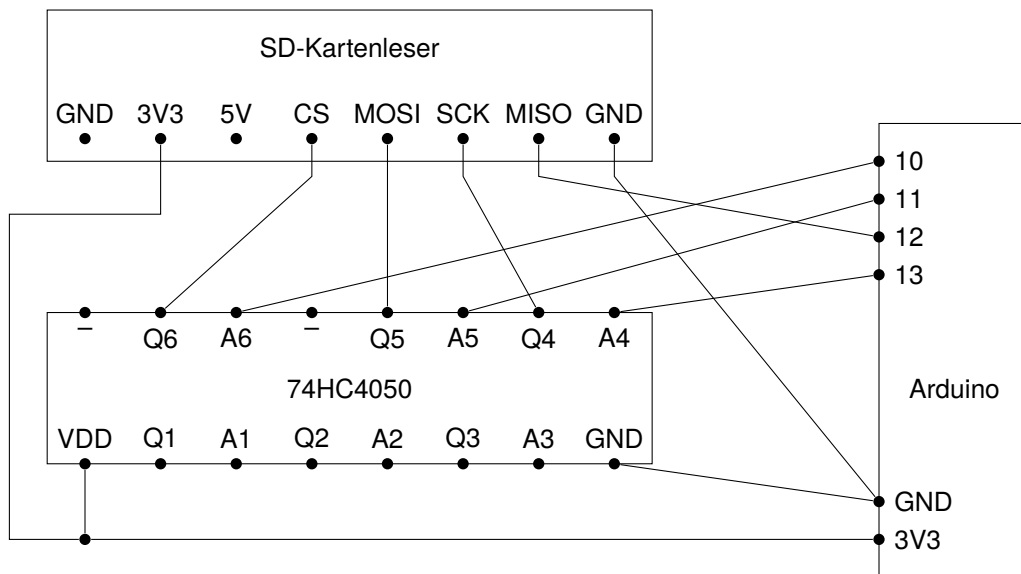 SD-Kartenleser
GND 3V3 5V CS MOSI SCK MISO GND
10
11
12
13
– Q6 A6 – Q5 A5 Q4 A4
74HC4050
Arduino
VDD Q1 A1 Q2 A2 Q3 A3 GND
GND
3V3